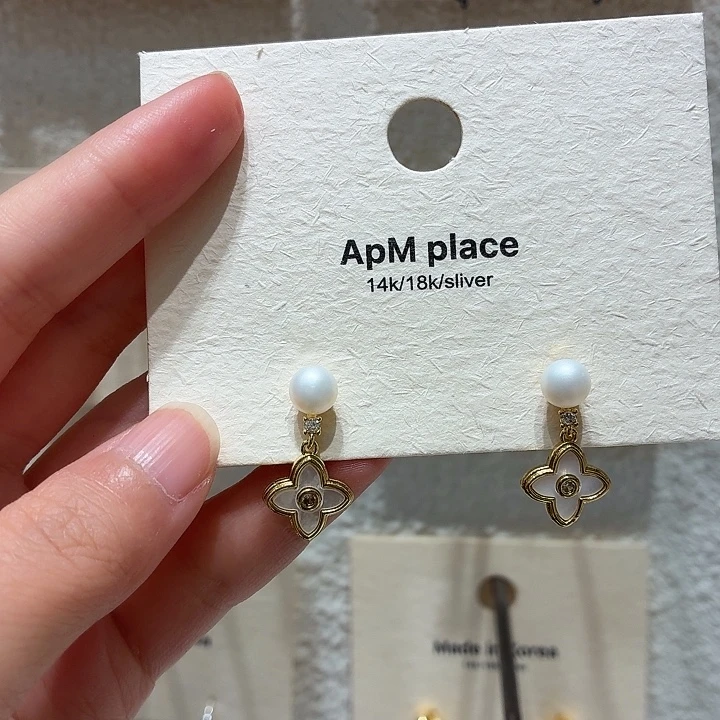 ApM place
14k/18k/sliver
Made in Korea